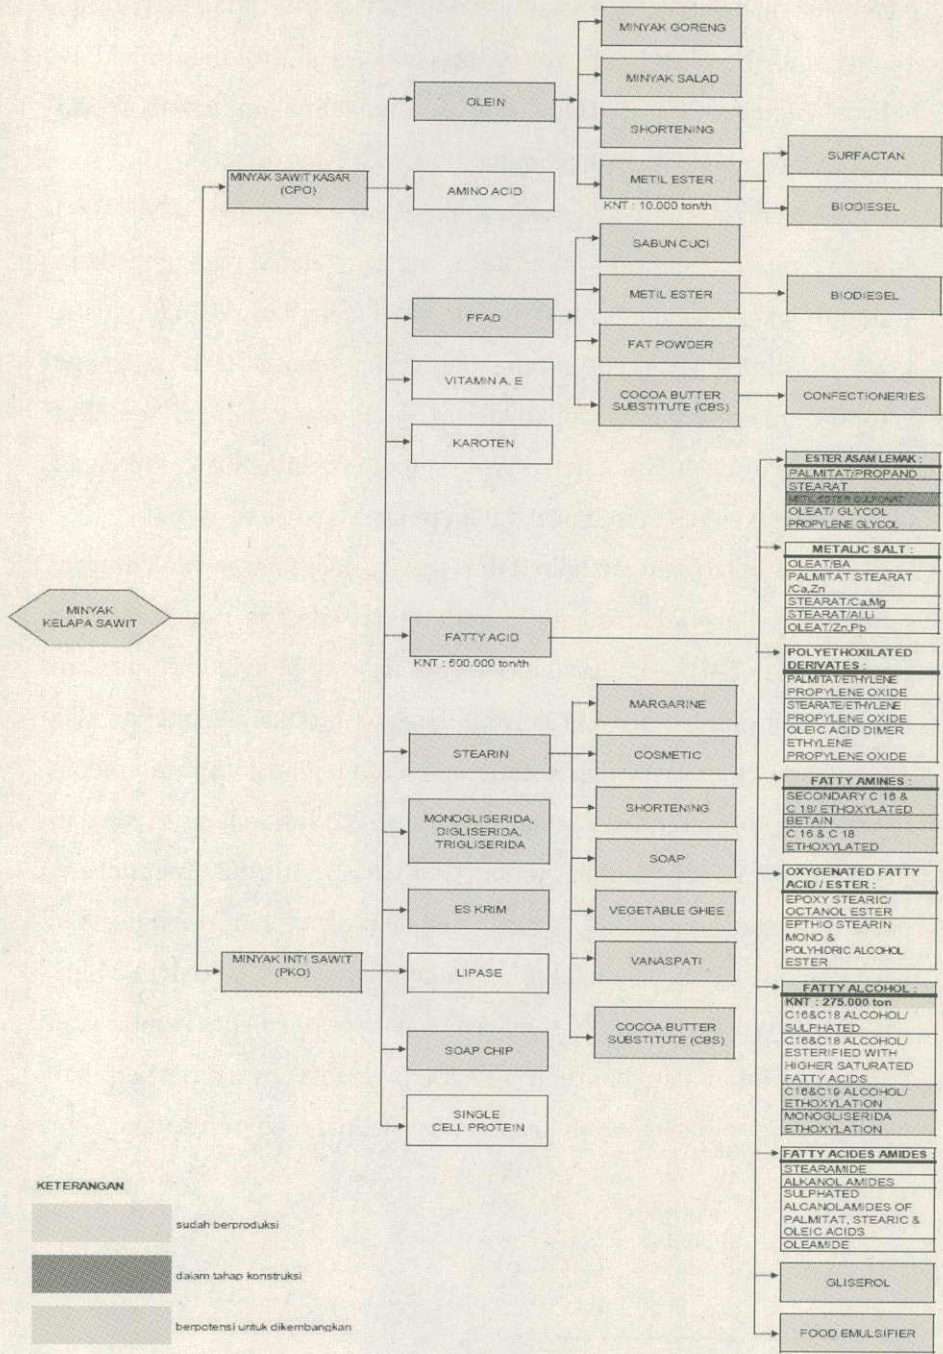 MINYAK
KELAPA SAWIT
MINYAK SAWIT KASAR
(CPO)
MINYAK INTI SAWIT
(PKO)
OLEIN
AMINO ACID
PFAD
VITAMIN A, E
KAROTEN
FATTY ACID
KNT : 600.000 ton/th
STEARIN
MONOGLISERIDA,
DIGLISERIDA,
TRIGLISERIDA
ES KRIM
LIPASE
SOAP CHIP
SINGLE
CELL PROTEIN
MINYAK GORENG
MINYAK SALAD
SHORTENING
METIL ESTER
KNT : 10.000 ton/th
SURFACTAN
BIODIESEL
SABUN CUCI
METIL ESTER
FAT POWDER
COCOA BUTTER
SUBSTITUTE (CBS)
BIODIESEL
CONFECTIONERIES
MARGARINE
COSMETIC
SHORTENING
SOAP
VEGETABLE GHEE
VANASPATI
COCOA BUTTER
SUBSTITUTE (CBS)
ESTER ASAM LEMAK :
PALMITAT/PROPAND
STEARAT
METIL ESTER SULFONAT
OLEAT/ GLYCOL
PROPYLENE GLYCOL
METALIC SALT :
OLEAT/BA
PALMITAT STEARAT
/Ca,Zn
STEARAT/Ca,Mg
STEARAT/Al,Li
OLEAT/Zn,Pb
POLYETHOXILATED
DERIVATES :
PALMITAT/ETHYLENE
PROPYLENE OXIDE
STEARATE/ETHYLENE
PROPYLENE OXIDE
OLEIC ACID DIMER
ETHYLENE
PROPYLENE OXIDE
FATTY AMINES :
SECONDARY C 16 &
C 18/ ETHOXYLATED
BETAIN
C 16 & C 18
ETHOXYLATED
OXYGENATED FATTY
ACID / ESTER :
EPOXY STEARIC/
OCTANOL ESTER
EPTHIO STEARIN
MONO &
POLYHIDRIC ALCOHOL
ESTER
FATTY ALCOHOL :
KNT : 275.000 ton
C16&C18 ALCOHOL/
SULPHATED
C16&C18 ALCOHOL/
ESTERIFIED WITH
HIGHER SATURATED
FATTY ACIDS
C16&C19 ALCOHOL/
ETHOXYLATION
MONOGLISERIDA
ETHOXYLATION
FATTY ACIDES AMIDES :
STEARAMIDE
ALKANOL AMIDES
SULPHATED
ALCANOLAMIDES OF
PALMITAT, STEARIC &
OLEIC ACIDS
OLEAMIDE
GLISEROL
FOOD EMULSIFIER
KETERANGAN
sudah berproduksi
dalam tahap konstruksi
berpotensi untuk dikembangkan